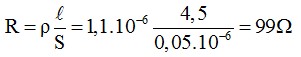 R = ρ ℓ/S = 1,1.10⁻⁶ 4,5/0,05.10⁻⁶ = 99Ω